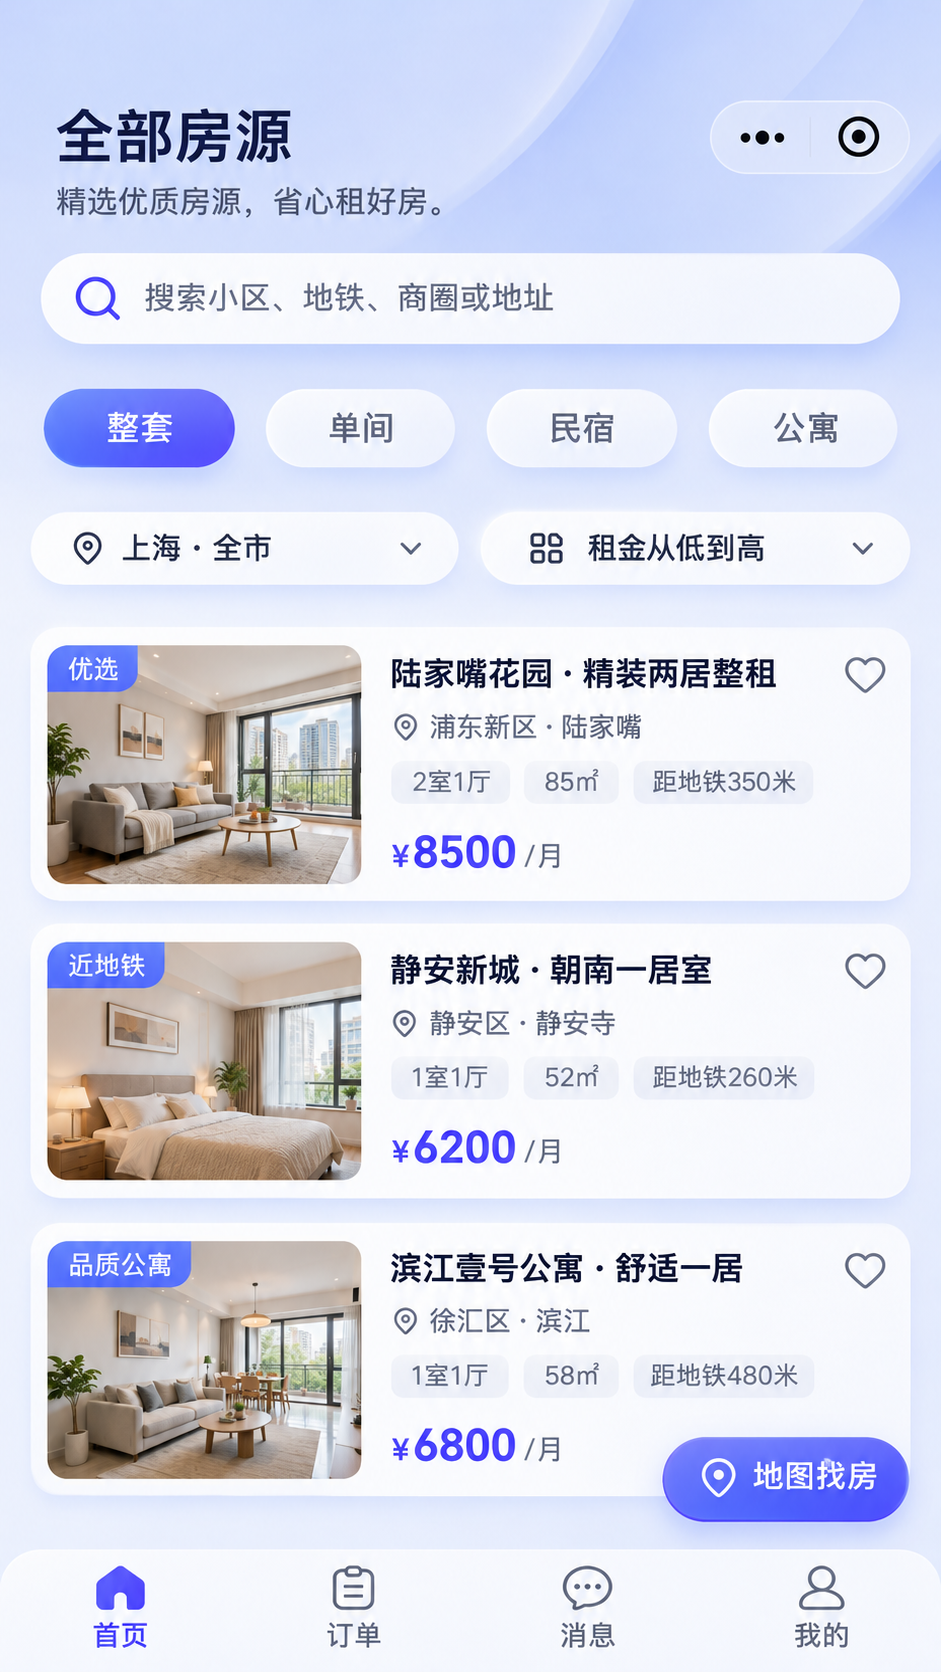 全部房源
精选优质房源，省心租好房。
搜索小区、地铁、商圈或地址
整套 单间 民宿 公寓
上海·全市 租金从低到高
优选
陆家嘴花园·精装两居整租
浦东新区·陆家嘴
2室1厅 85㎡ 距地铁350米
¥8500/月
近地铁
静安新城·朝南一居室
静安区·静安寺
1室1厅 52㎡ 距地铁260米
¥6200/月
品质公寓
滨江壹号公寓·舒适一居
徐汇区·滨江
1室1厅 58㎡ 距地铁480米
¥6800/月
地图找房
首页 订单 消息 我的